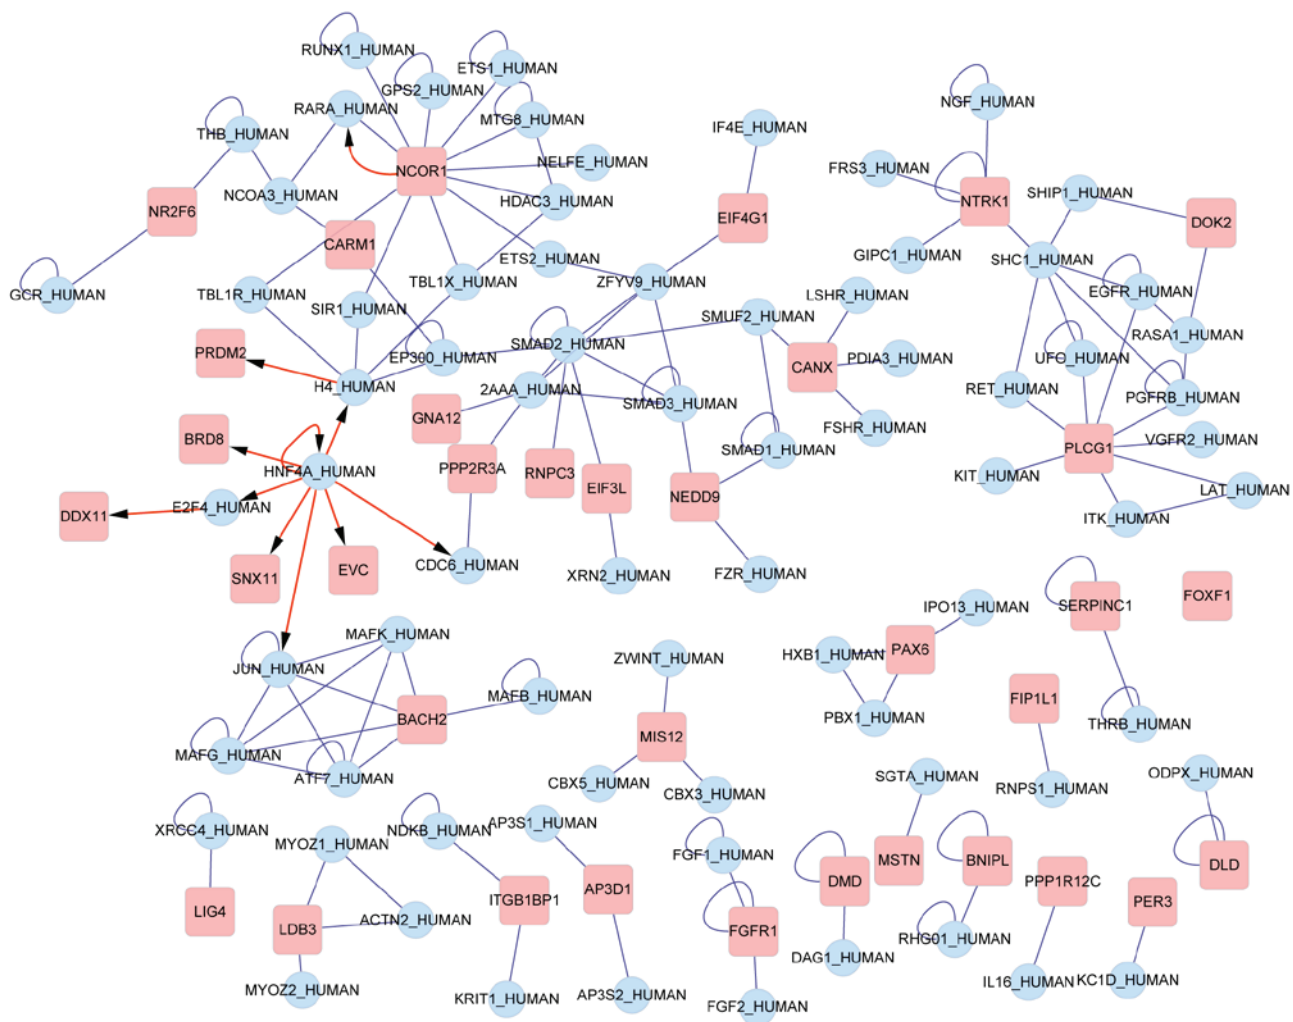 RUNX1_HUMAN
ETS1_HUMAN
GPS2_HUMAN
NGF_HUMAN
RARA_HUMAN
MTG8_HUMAN
IF4E_HUMAN
THB_HUMAN
NELFE_HUMAN
FRS3_HUMAN
NCOR1
NCOA3_HUMAN
SHIP1_HUMAN
HDAC3_HUMAN
NTRK1
NR2F6
EIF4G1
DOK2
CARM1
GIPC1_HUMAN
ETS2_HUMAN
SHC1_HUMAN
TBL1X_HUMAN
ZFYV9_HUMAN
GCR_HUMAN
TBL1R_HUMAN
LSHR_HUMAN
EGFR_HUMAN
SIR1_HUMAN
SMUF2_HUMAN
RASA1_HUMAN
SMAD2_HUMAN
PRDM2
EP300_HUMAN
PDIA3_HUMAN
UFO_HUMAN
CANX
H4_HUMAN
2AAA_HUMAN
RET_HUMAN
PGFRB_HUMAN
SMAD3_HUMAN
GNA12
FSHR_HUMAN
BRD8
VGFR2_HUMAN
SMAD1_HUMAN
PLCG1
HNF4A_HUMAN
PPP2R3A
RNPC3
KIT_HUMAN
EIF3L
NEDD9
LAT_HUMAN
E2F4_HUMAN
DDX11
ITK_HUMAN
CDC6_HUMAN
EVC
SNX11
XRN2_HUMAN
FZR_HUMAN
FOXF1
SERPINC1
IPO13_HUMAN
MAFK_HUMAN
PAX6
HXB1_HUMAN
ZWINT_HUMAN
JUN_HUMAN
MAFB_HUMAN
FIP1L1
BACH2
PBX1_HUMAN
THRB_HUMAN
MIS12
MAFG_HUMAN
ATF7_HUMAN
SGTA_HUMAN
ODPX_HUMAN
CBX5_HUMAN
RNPS1_HUMAN
CBX3_HUMAN
AP3S1_HUMAN
XRCC4_HUMAN
NDKB_HUMAN
MYOZ1_HUMAN
FGF1_HUMAN
MSTN
BNIPL
DLD
DMD
PPP1R12C
AP3D1
ITGB1BP1
PER3
LIG4
ACTN2_HUMAN
LDB3
FGFR1
RHG01_HUMAN
DAG1_HUMAN
IL16_HUMAN
KC1D_HUMAN
MYOZ2_HUMAN
AP3S2_HUMAN
KRIT1_HUMAN
FGF2_HUMAN